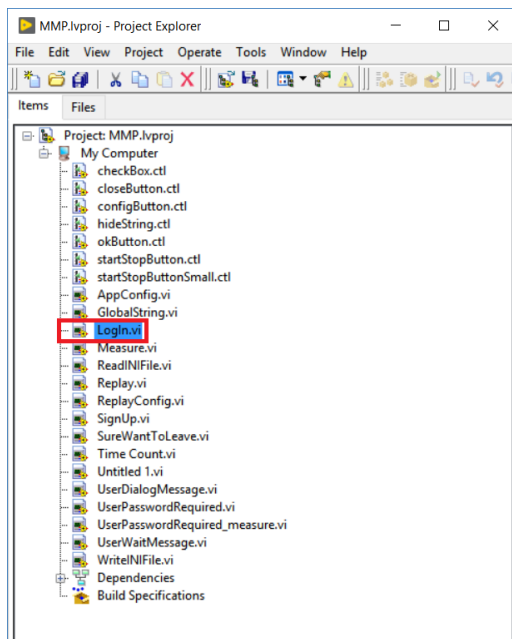 MMP.lvproj - Project Explorer
File Edit View Project Operate Tools Window Help
Items Files
Project: MMP.lvproj
My Computer
checkBox.ctl
closeButton.ctl
configButton.ctl
hideString.ctl
okButton.ctl
startStopButton.ctl
startStopButtonSmall.ctl
AppConfig.vi
GlobalString.vi
LogIn.vi
Measure.vi
ReadINIFile.vi
Replay.vi
ReplayConfig.vi
SignUp.vi
SureWantToLeave.vi
Time Count.vi
Untitled 1.vi
UserDialogMessage.vi
UserPasswordRequired.vi
UserPasswordRequired_measure.vi
UserWaitMessage.vi
WriteINIFile.vi
Dependencies
Build Specifications